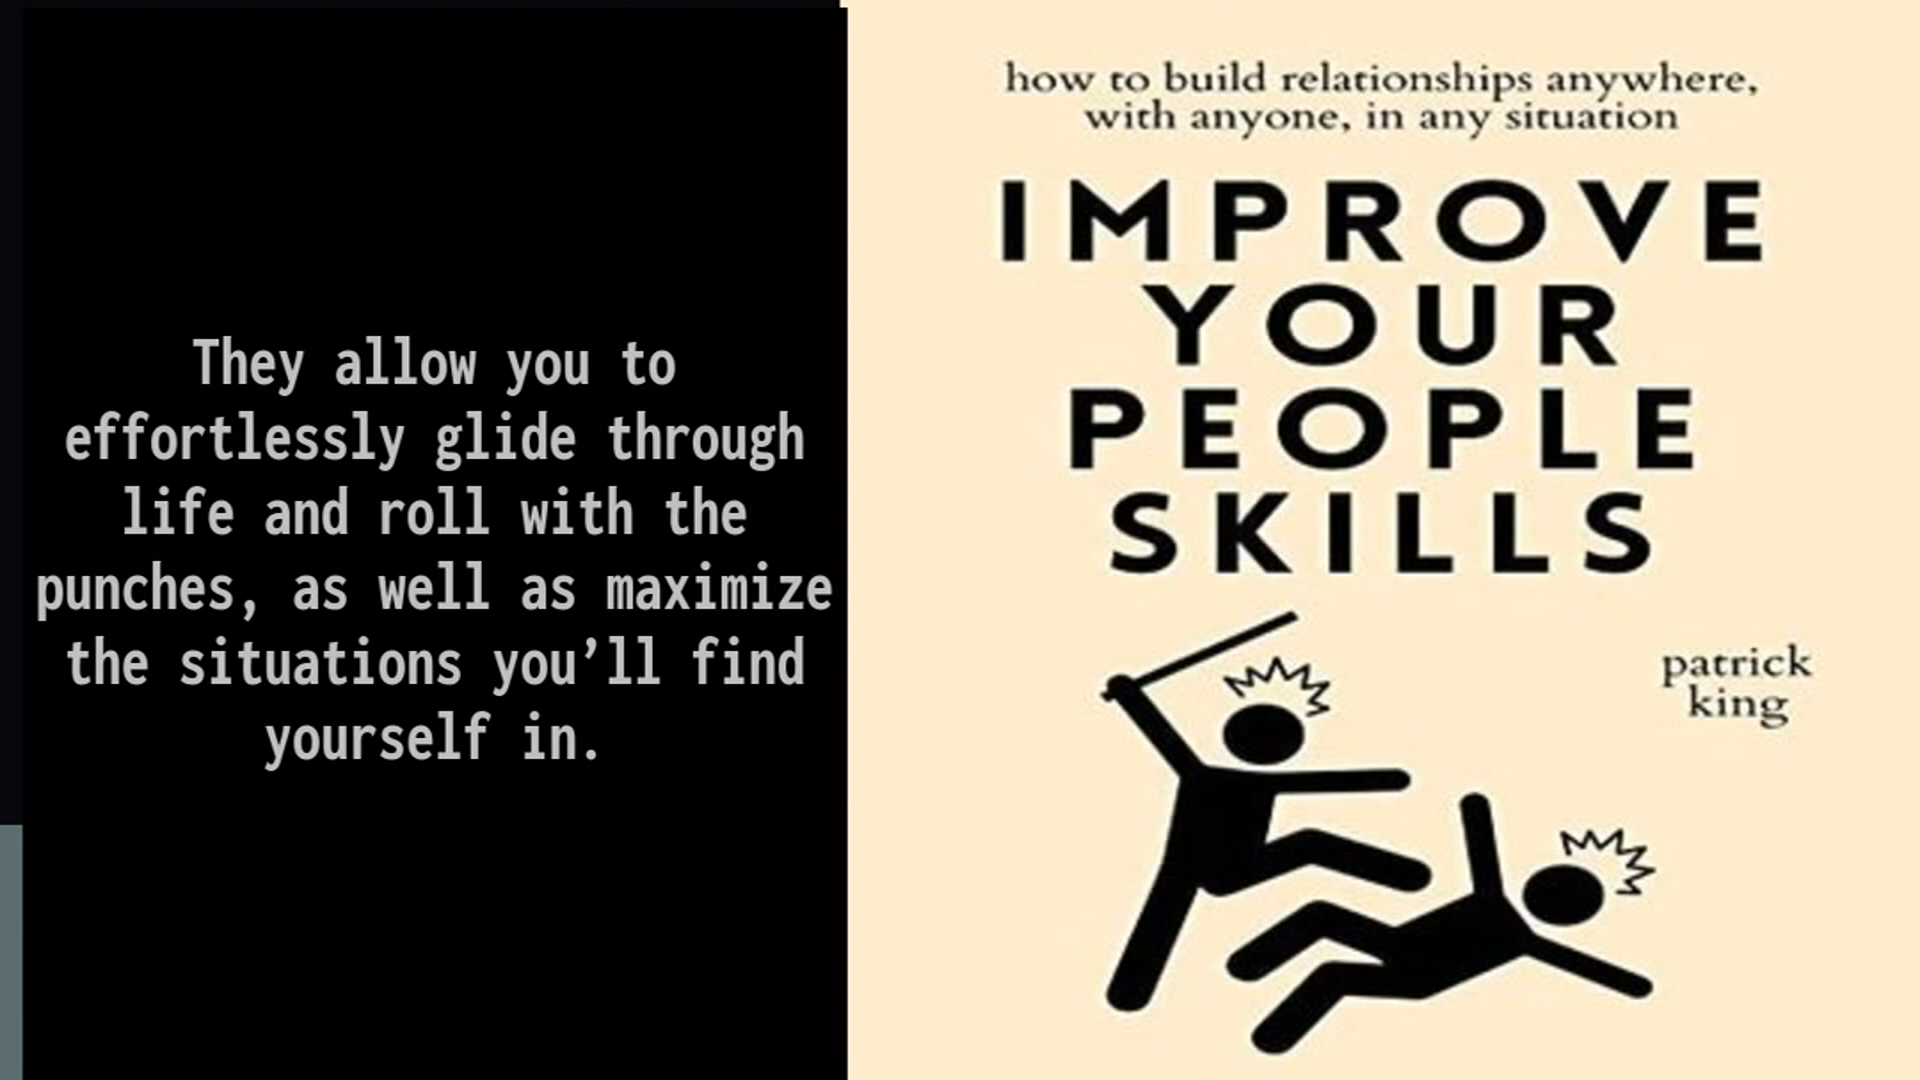 They allow you to
effortlessly glide through
life and roll with the
punches, as well as maximize
the situations you’ll find
yourself in.
how to build relationships anywhere,
with anyone, in any situation
IMPROVE
YOUR
PEOPLE
SKILLS
patrick
king